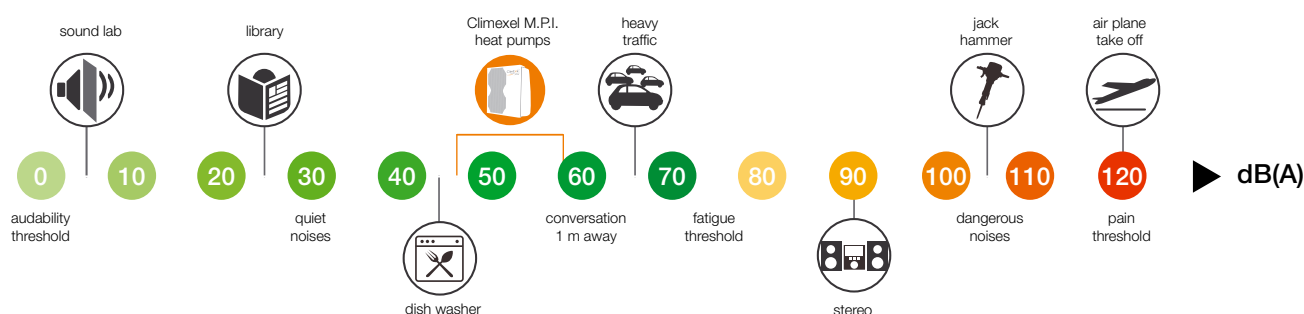 sound lab
library
Climexel M.P.I.
heat pumps
heavy
traffic
jack
hammer
air plane
take off
0 10 20 30 40 50 60 70 80 90 100 110 120 dB(A)
audability
threshold
quiet
noises
conversation
1 m away
fatigue
threshold
dangerous
noises
pain
threshold
dish washer
stereo